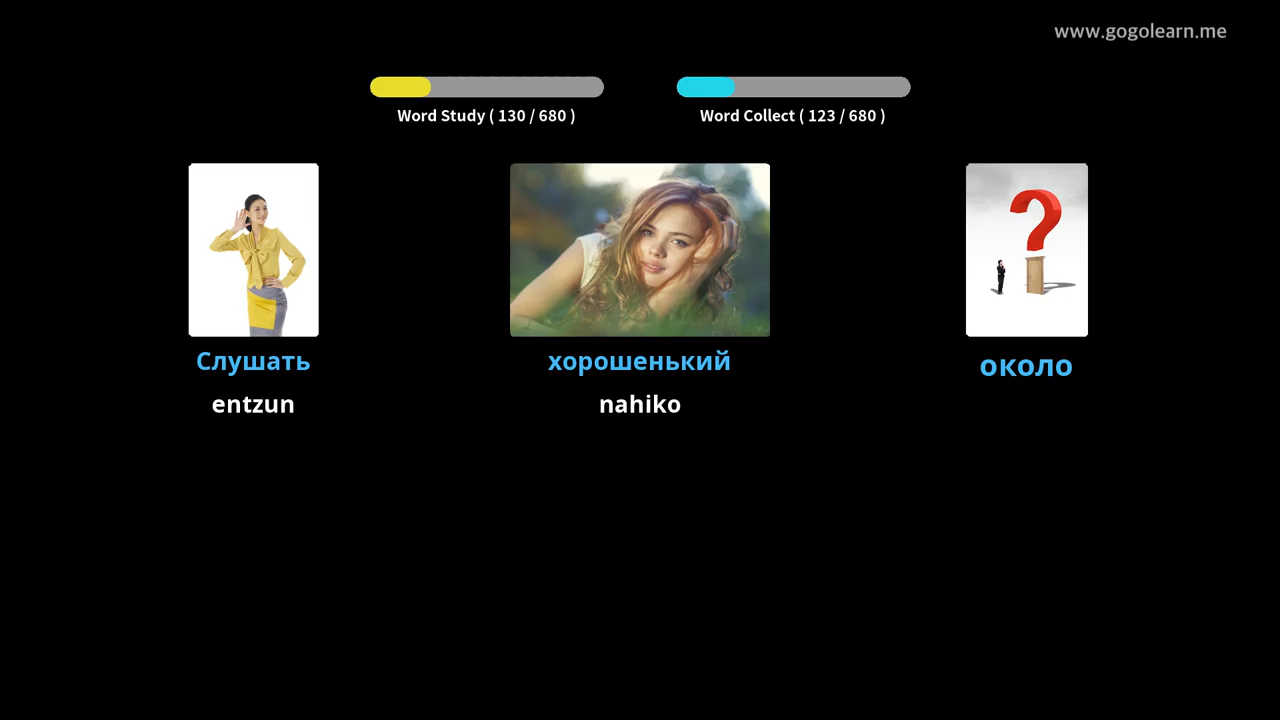 www.gogolearn.me
Word Study ( 130 / 680 )
Word Collect ( 123 / 680 )
Слушать
entzun
хорошенький
nahiko
около